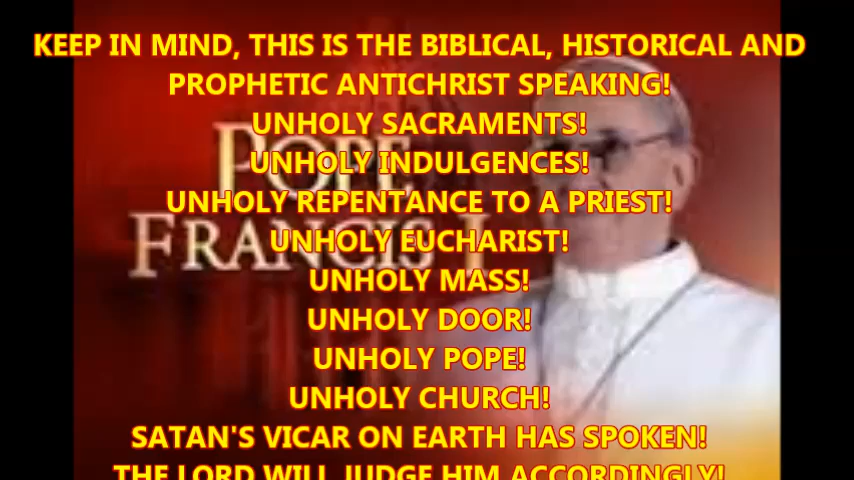 KEEP IN MIND, THIS IS THE BIBLICAL, HISTORICAL AND
PROPHETIC ANTICHRIST SPEAKING!
UNHOLY SACRAMENTS!
POPE
UNHOLY INDULGENCES!
UNHOLY REPENTANCE TO A PRIEST!
FRANCIS I
UNHOLY EUCHARIST!
UNHOLY MASS!
UNHOLY DOOR!
UNHOLY POPE!
UNHOLY CHURCH!
SATAN'S VICAR ON EARTH HAS SPOKEN!
THE LORD WILL JUDGE HIM ACCORDINGLY!